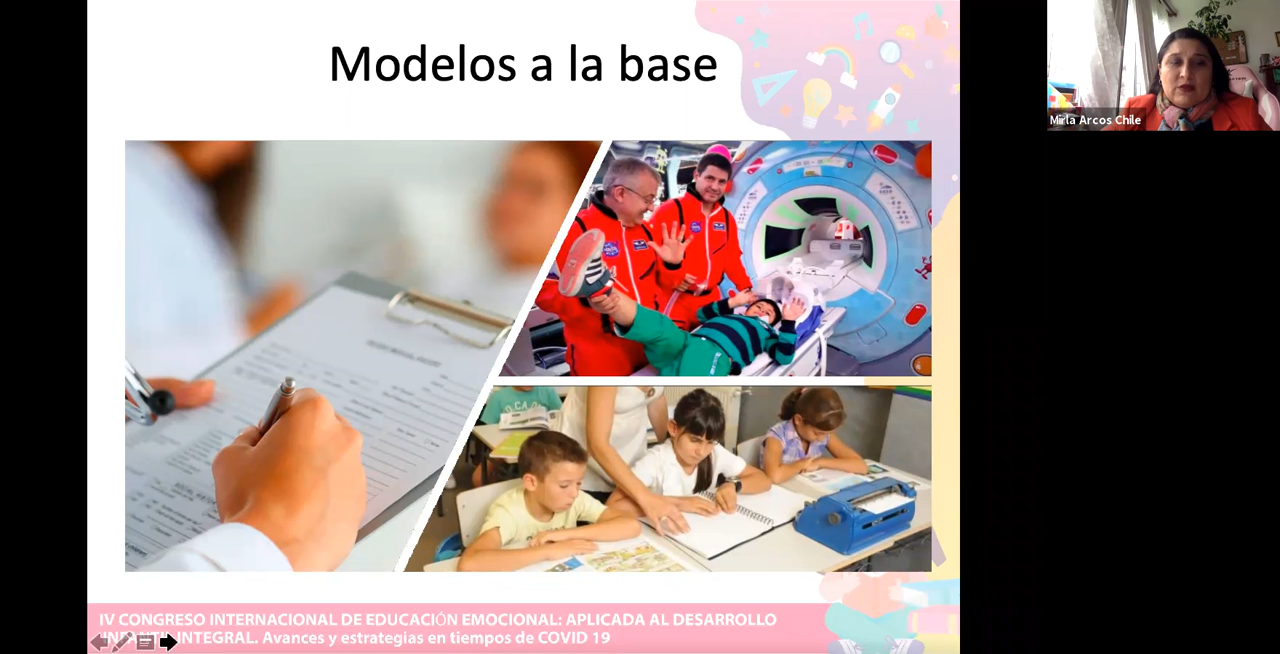 Modelos a la base
Mirla Arcos Chile
IV CONGRESO INTERNACIONAL DE EDUCACIÓN EMOCIONAL: APLICADA AL DESARROLLO
INFANTIL INTEGRAL. Avances y estrategias en tiempos de COVID 19